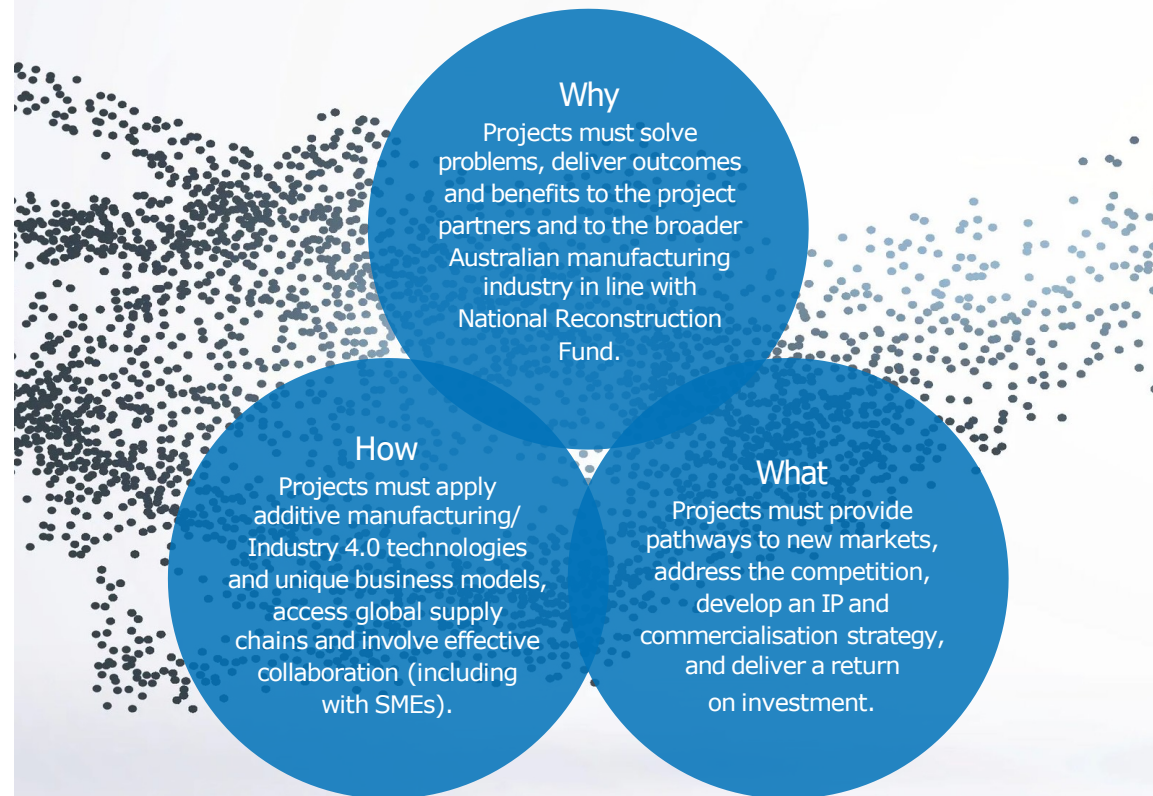 Why
Projects must solve
problems, deliver outcomes
and benefits to the project
partners and to the broader
Australian manufacturing
industry in line with
National Reconstruction
Fund.
How
Projects must apply
additive manufacturing/
Industry 4.0 technologies
and unique business models,
access global supply
chains and involve effective
collaboration (including
with SMEs).
What
Projects must provide
pathways to new markets,
address the competition,
develop an IP and
commercialisation strategy,
and deliver a return
on investment.